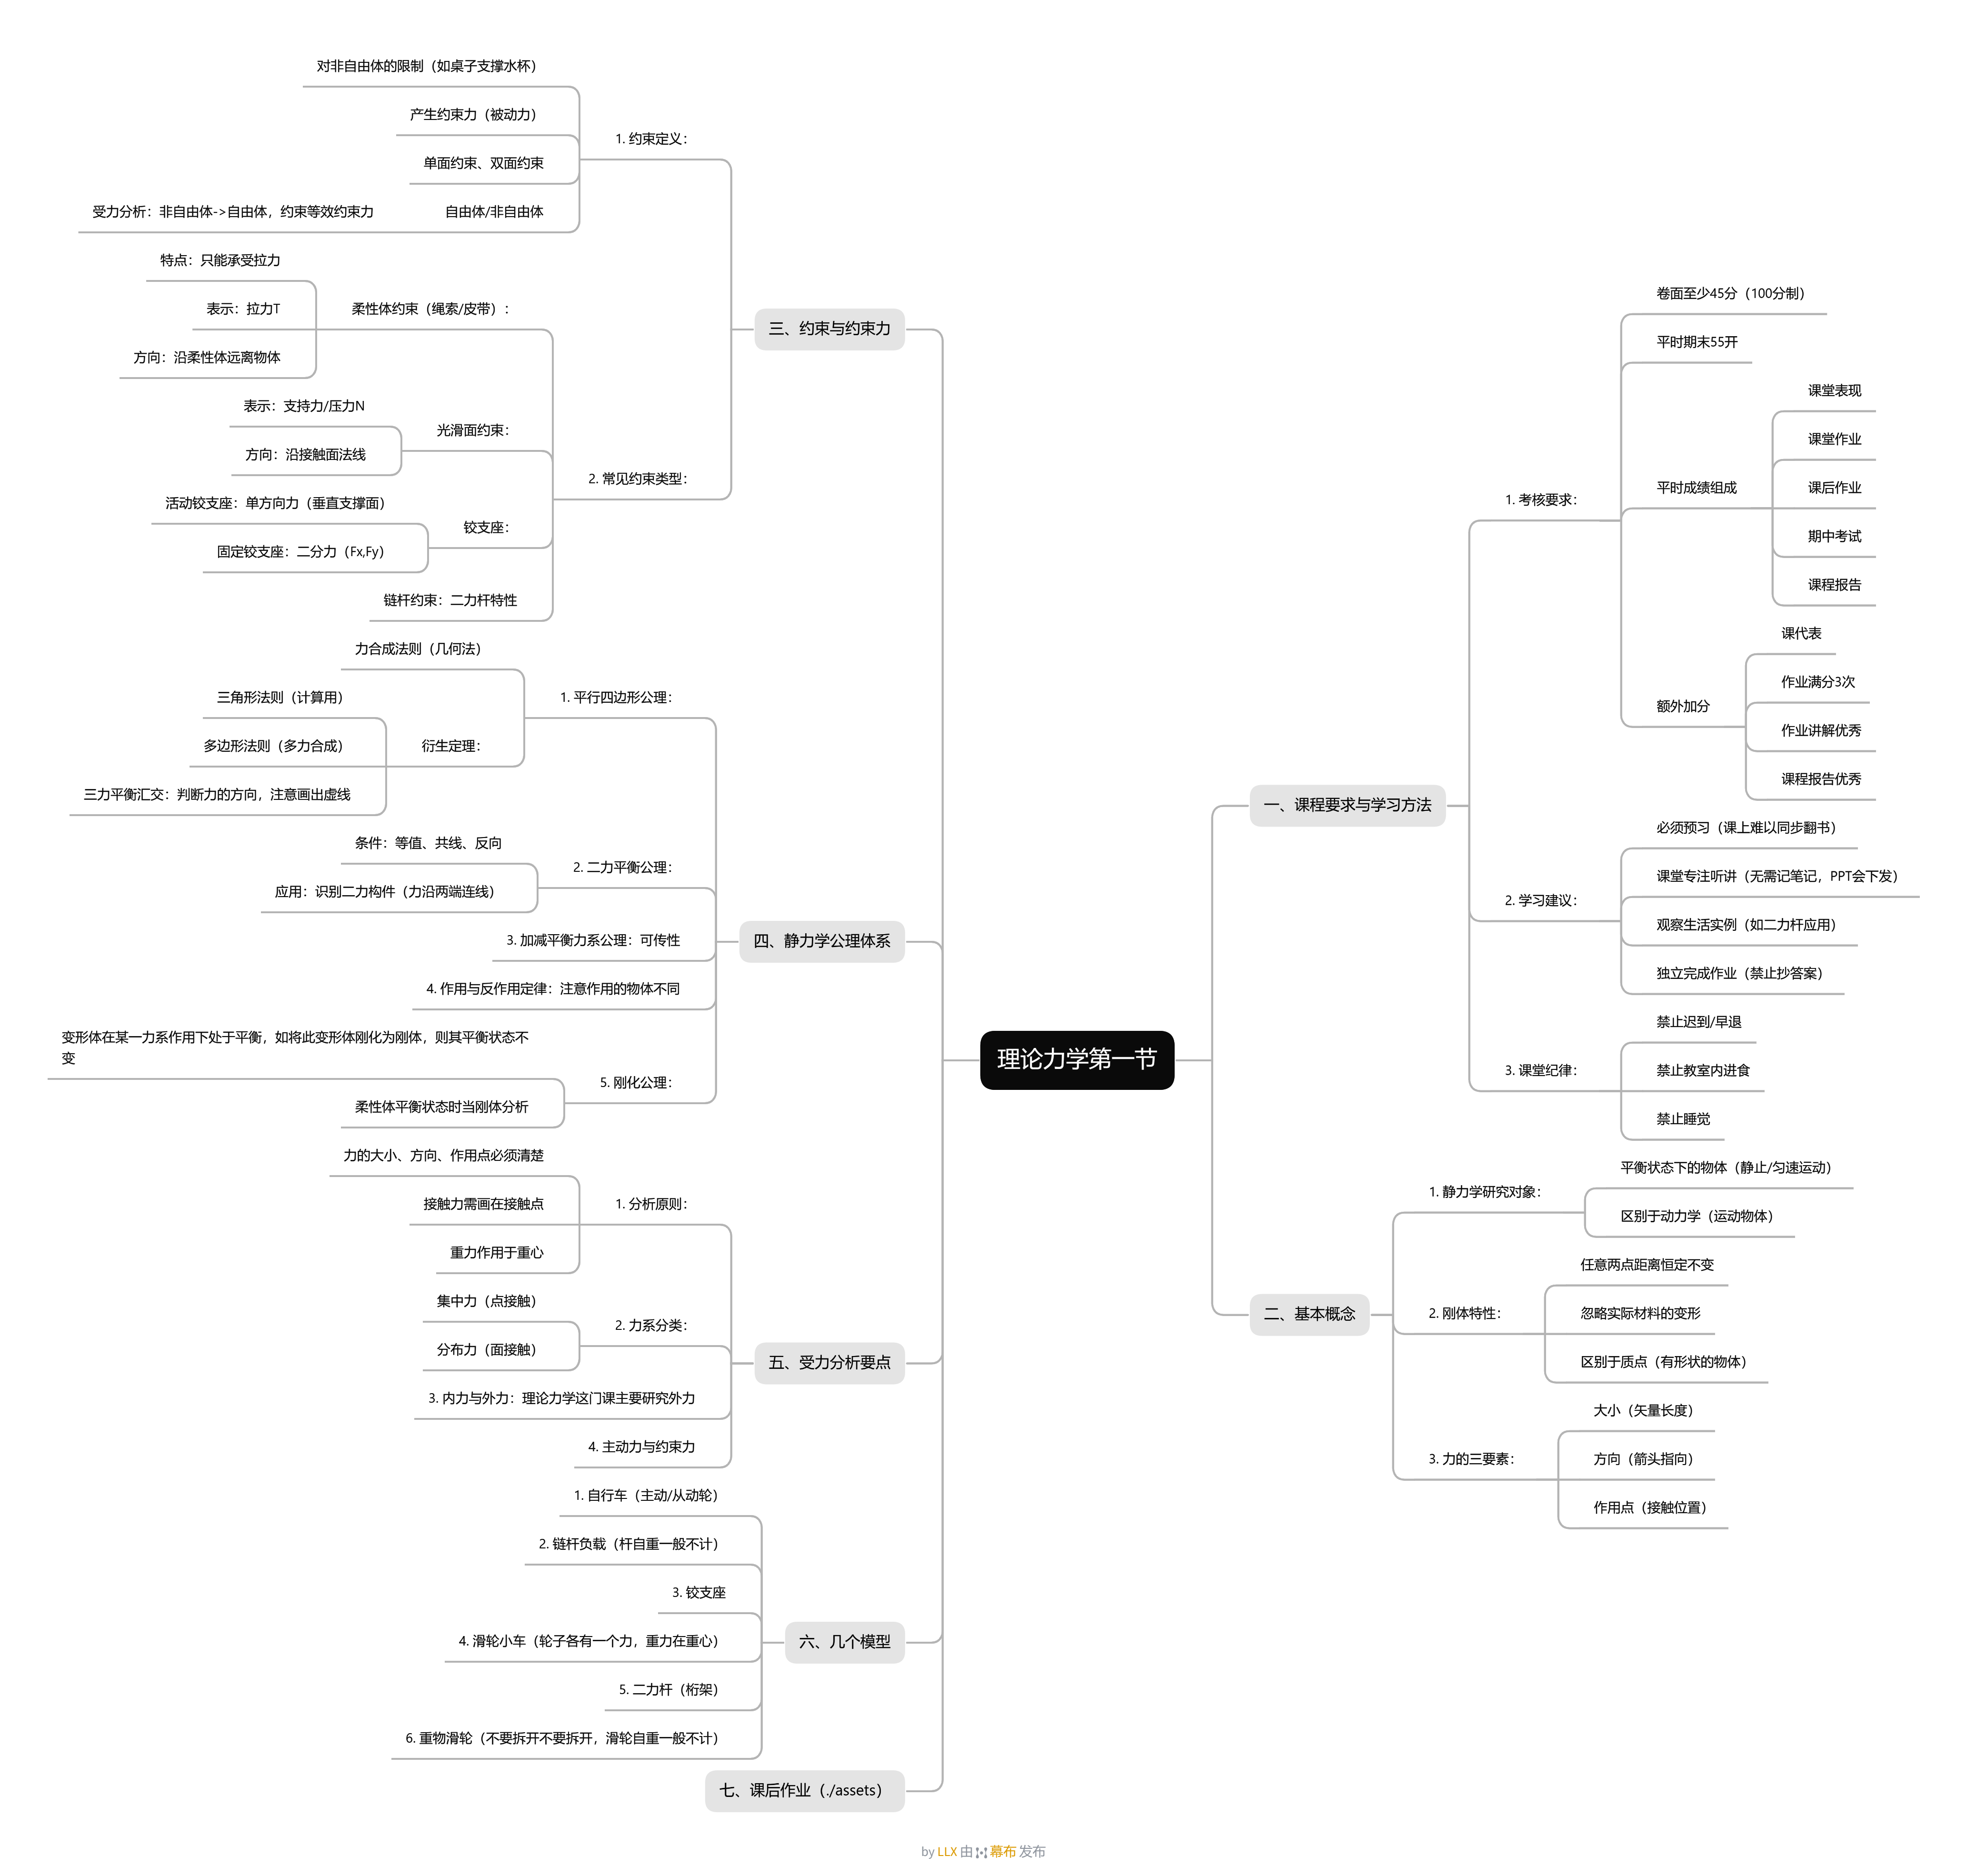 理论力学第一节
一、课程要求与学习方法
1. 考核要求：
卷面至少45分（100分制）
平时期末55开
平时成绩组成
课堂表现
课堂作业
课后作业
期中考试
课程报告
额外加分
课代表
作业满分3次
作业讲解优秀
课程报告优秀
2. 学习建议：
必须预习（课上难以同步翻书）
课堂专注听讲（无需记笔记，PPT会下发）
观察生活实例（如二力杆应用）
独立完成作业（禁止抄答案）
3. 课堂纪律：
禁止迟到/早退
禁止教室内进食
禁止睡觉
二、基本概念
1. 静力学研究对象：
平衡状态下的物体（静止/匀速运动）
区别于动力学（运动物体）
2. 刚体特性：
任意两点距离恒定不变
忽略实际材料的变形
区别于质点（有形状的物体）
3. 力的三要素：
大小（矢量长度）
方向（箭头指向）
作用点（接触位置）
三、约束与约束力
1. 约束定义：
对非自由体的限制（如桌子支撑水杯）
产生约束力（被动力）
单面约束、双面约束
自由体/非自由体
受力分析：非自由体->自由体，约束等效约束力
2. 常见约束类型：
柔性体约束（绳索/皮带）：
特点：只能承受拉力
表示：拉力T
方向：沿柔性体远离物体
光滑面约束：
表示：支持力/压力N
方向：沿接触面法线
铰支座：
活动铰支座：单方向力（垂直支撑面）
固定铰支座：二分力（Fx,Fy）
链杆约束：二力杆特性
四、静力学公理体系
1. 平行四边形公理：
力合成法则（几何法）
衍生定理：
三角形法则（计算用）
多边形法则（多力合成）
三力平衡汇交：判断力的方向，注意画出虚线
2. 二力平衡公理：
条件：等值、共线、反向
应用：识别二力构件（力沿两端连线）
3. 加减平衡力系公理：可传性
4. 作用与反作用定律：注意作用的物体不同
5. 刚化公理：
变形体在某一力系作用下处于平衡，如将此变形体刚化为刚体，则其平衡状态不
变
柔性体平衡状态时当刚体分析
五、受力分析要点
1. 分析原则：
力的大小、方向、作用点必须清楚
接触力需画在接触点
重力作用于重心
2. 力系分类：
集中力（点接触）
分布力（面接触）
3. 内力与外力：理论力学这门课主要研究外力
4. 主动力与约束力
六、几个模型
1. 自行车（主动/从动轮）
2. 链杆负载（杆自重一般不计）
3. 铰支座
4. 滑轮小车（轮子各有一个力，重力在重心）
5. 二力杆（桁架）
6. 重物滑轮（不要拆开不要拆开，滑轮自重一般不计）
七、课后作业（./assets）
by LLX 由 幕布 发布